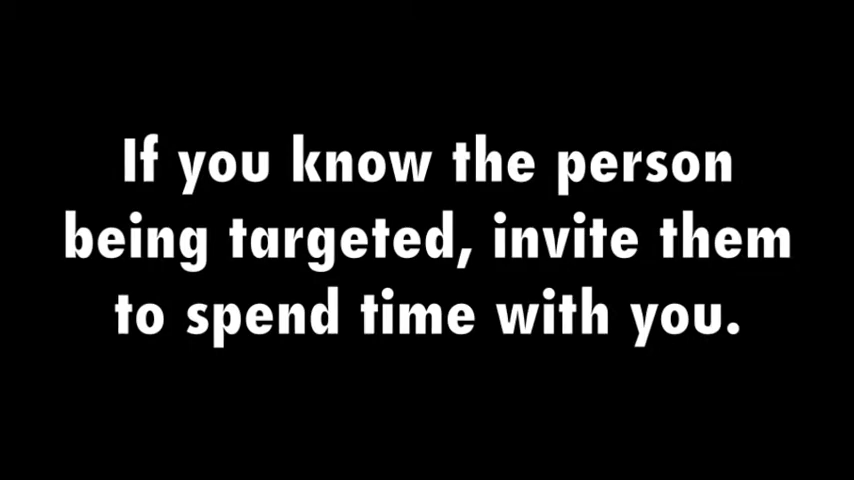 If you know the person
being targeted, invite them
to spend time with you.